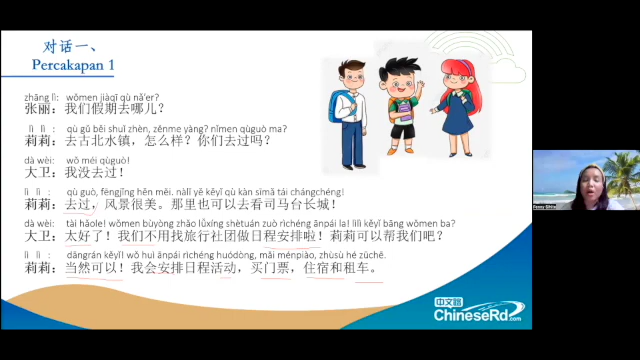 对话一、
Percakapan 1
zhāng lì: wǒmen jiàqī qù nǎ'er?
张丽：我们假期去哪儿？
lì lì : qù gǔ běi shuǐ zhèn, zěnme yàng? nǐmen qùguò ma?
莉莉：去古北水镇，怎么样？你们去过吗？
dà wèi: wǒ méi qùguò!
大卫：我没去过！
lì lì : qù guò, fēngjǐng hěn měi. nàlǐ yě kěyǐ qù kàn sīmǎ tái chángchéng!
莉莉：去过，风景很美。那里也可以去看司马台长城！
dà wèi: tài hǎole! wǒmen bùyòng zhǎo lǚxíng shètuán zuò rìchéng ānpái la! lìlì kěyǐ bāng wǒmen ba?
大卫：太好了！我们不用找旅行社团做日程安排啦！莉莉可以帮我们吧？
lì lì : dāngrán kěyǐ! wǒ huì ānpái rìchéng huódòng, mǎi ménpiào, zhùsù hé zūchē.
莉莉：当然可以！我会安排日程活动，买门票，住宿和租车。
中文路
ChineseRd.com